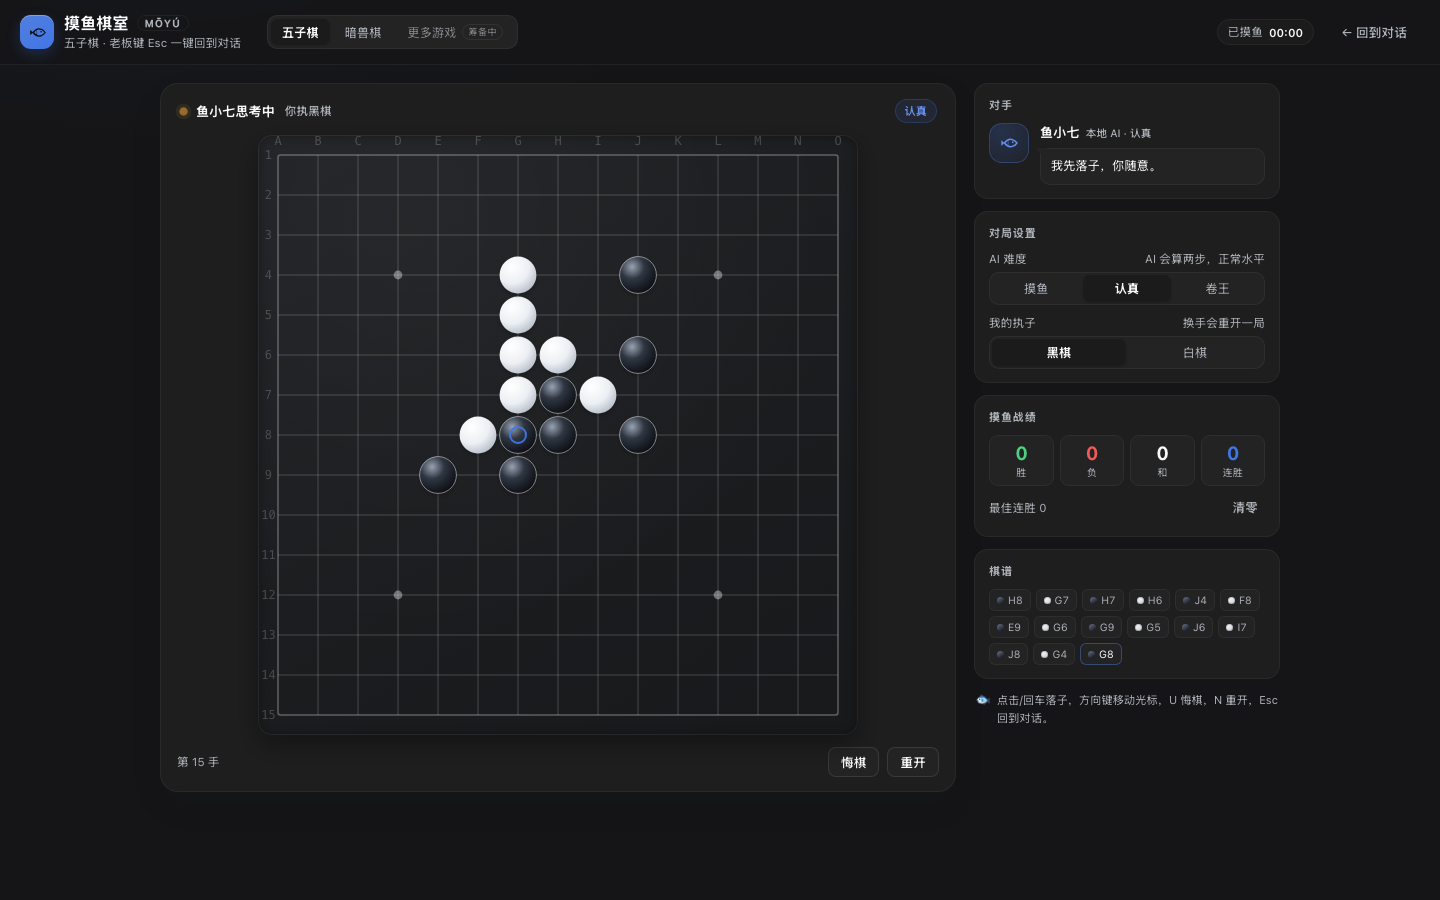 摸鱼棋室 MŌYÚ
五子棋 · 老板键 Esc 一键回到对话
五子棋 暗兽棋 更多游戏 筹备中
已摸鱼 00:00
← 回到对话
鱼小七思考中 你执黑棋
认真
A B C D E F G H I J K L M N O
1
2
3
4
5
6
7
8
9
10
11
12
13
14
15
第 15 手
悔棋 重开
对手
鱼小七 本地 AI · 认真
我先落子，你随意。
对局设置
AI 难度 AI 会算两步，正常水平
摸鱼 认真 卷王
我的执子 换手会重开一局
黑棋 白棋
摸鱼战绩
0 0 0 0
胜 负 和 连胜
最佳连胜 0 清零
棋谱
H8 G7 H7 H6 J4 F8
E9 G6 G9 G5 J6 I7
J8 G4 G8
点击/回车落子，方向键移动光标，U 悔棋，N 重开，Esc
回到对话。